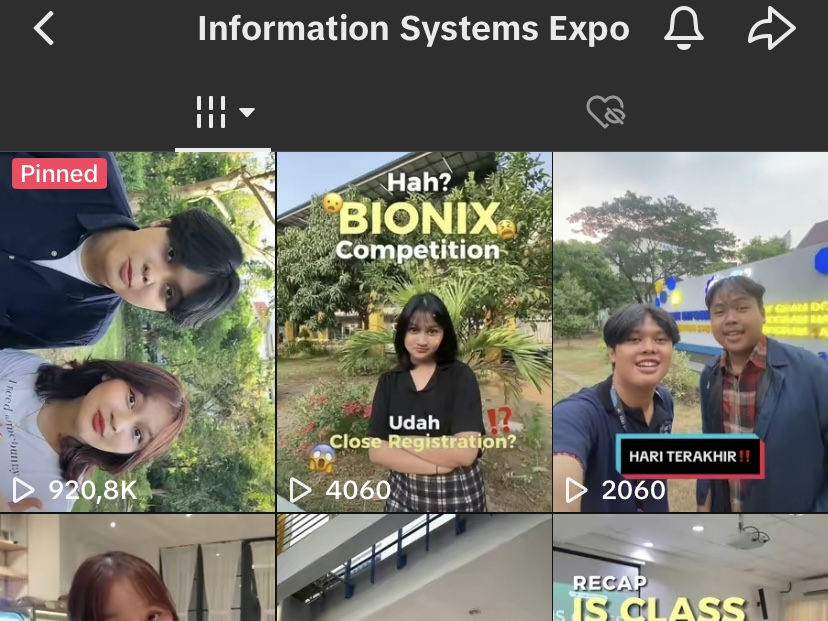 Information Systems Expo
Pinned
Hah?
BIONIX
Competition
Udah
Close Registration?
HARI TERAKHIR‼
920,8K
4060
2060
RECAP
IS CLASS